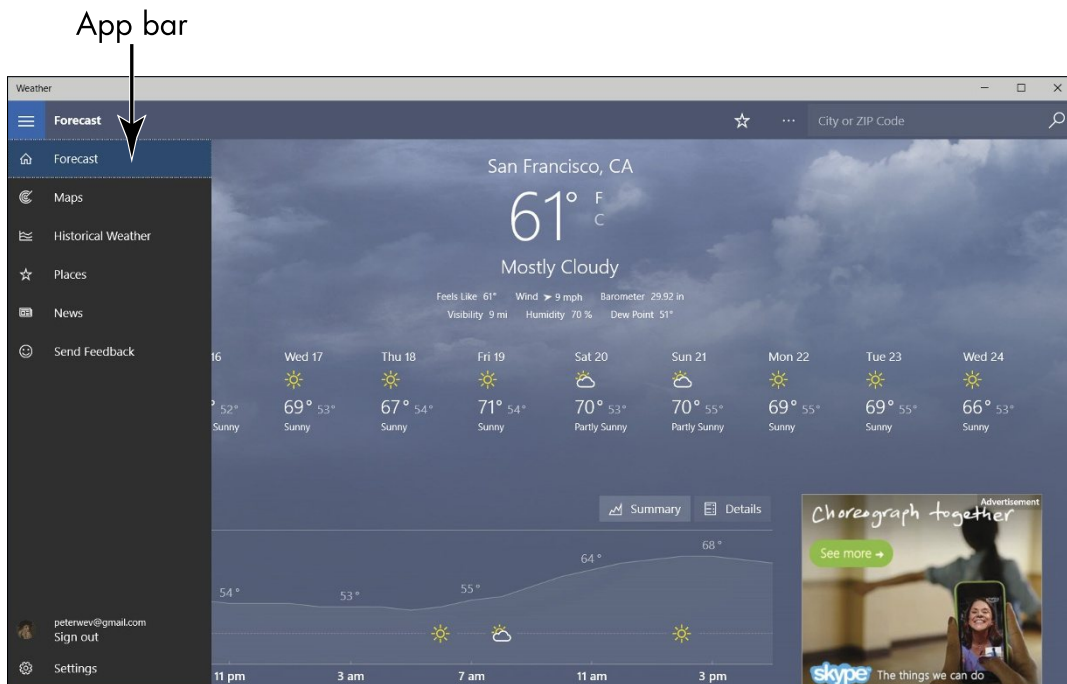 App bar
Weather
Forecast
City or ZIP Code
Forecast
Maps
Historical Weather
Places
News
Send Feedback
peterwev@gmail.com
Sign out
Settings
San Francisco, CA
61° F
C
Mostly Cloudy
Feels Like 61° Wind ➤ 9 mph Barometer 29.92 in
Visibility 9 mi Humidity 70 % Dew Point 51°
16 Wed 17 Thu 18 Fri 19 Sat 20 Sun 21 Mon 22 Tue 23 Wed 24
° 52° 69° 53° 67° 54° 71° 54° 70° 53° 70° 55° 69° 55° 69° 55° 66° 53°
Sunny Sunny Sunny Sunny Partly Sunny Partly Sunny Sunny Sunny Sunny
Summary Details
54° 53° 55° 64° 68°
11 pm 3 am 7 am 11 am 3 pm
Advertisement
Choreograph together
See more →
skype The things we can do